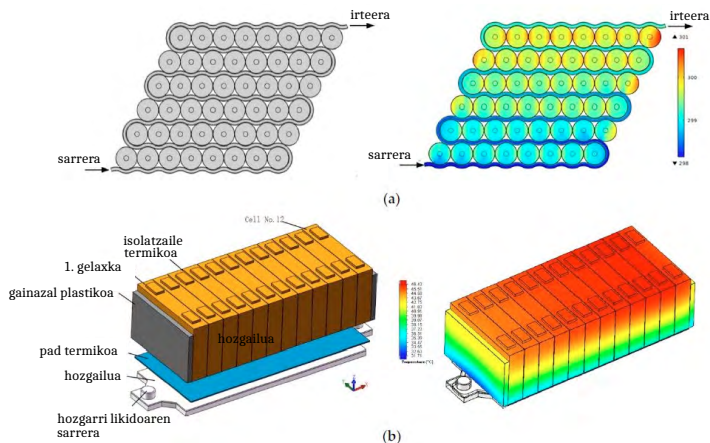 irteera
irteera
301
300
299
298
sarrera
sarrera
(a)
Cell No.12
isolatzaile
termikoa
1. gelaxka
gainazal plastikoa
hozgailua
pad termikoa
hozgailua
hozgarri likidoaren
sarrera
Temperature [°C]
(b)